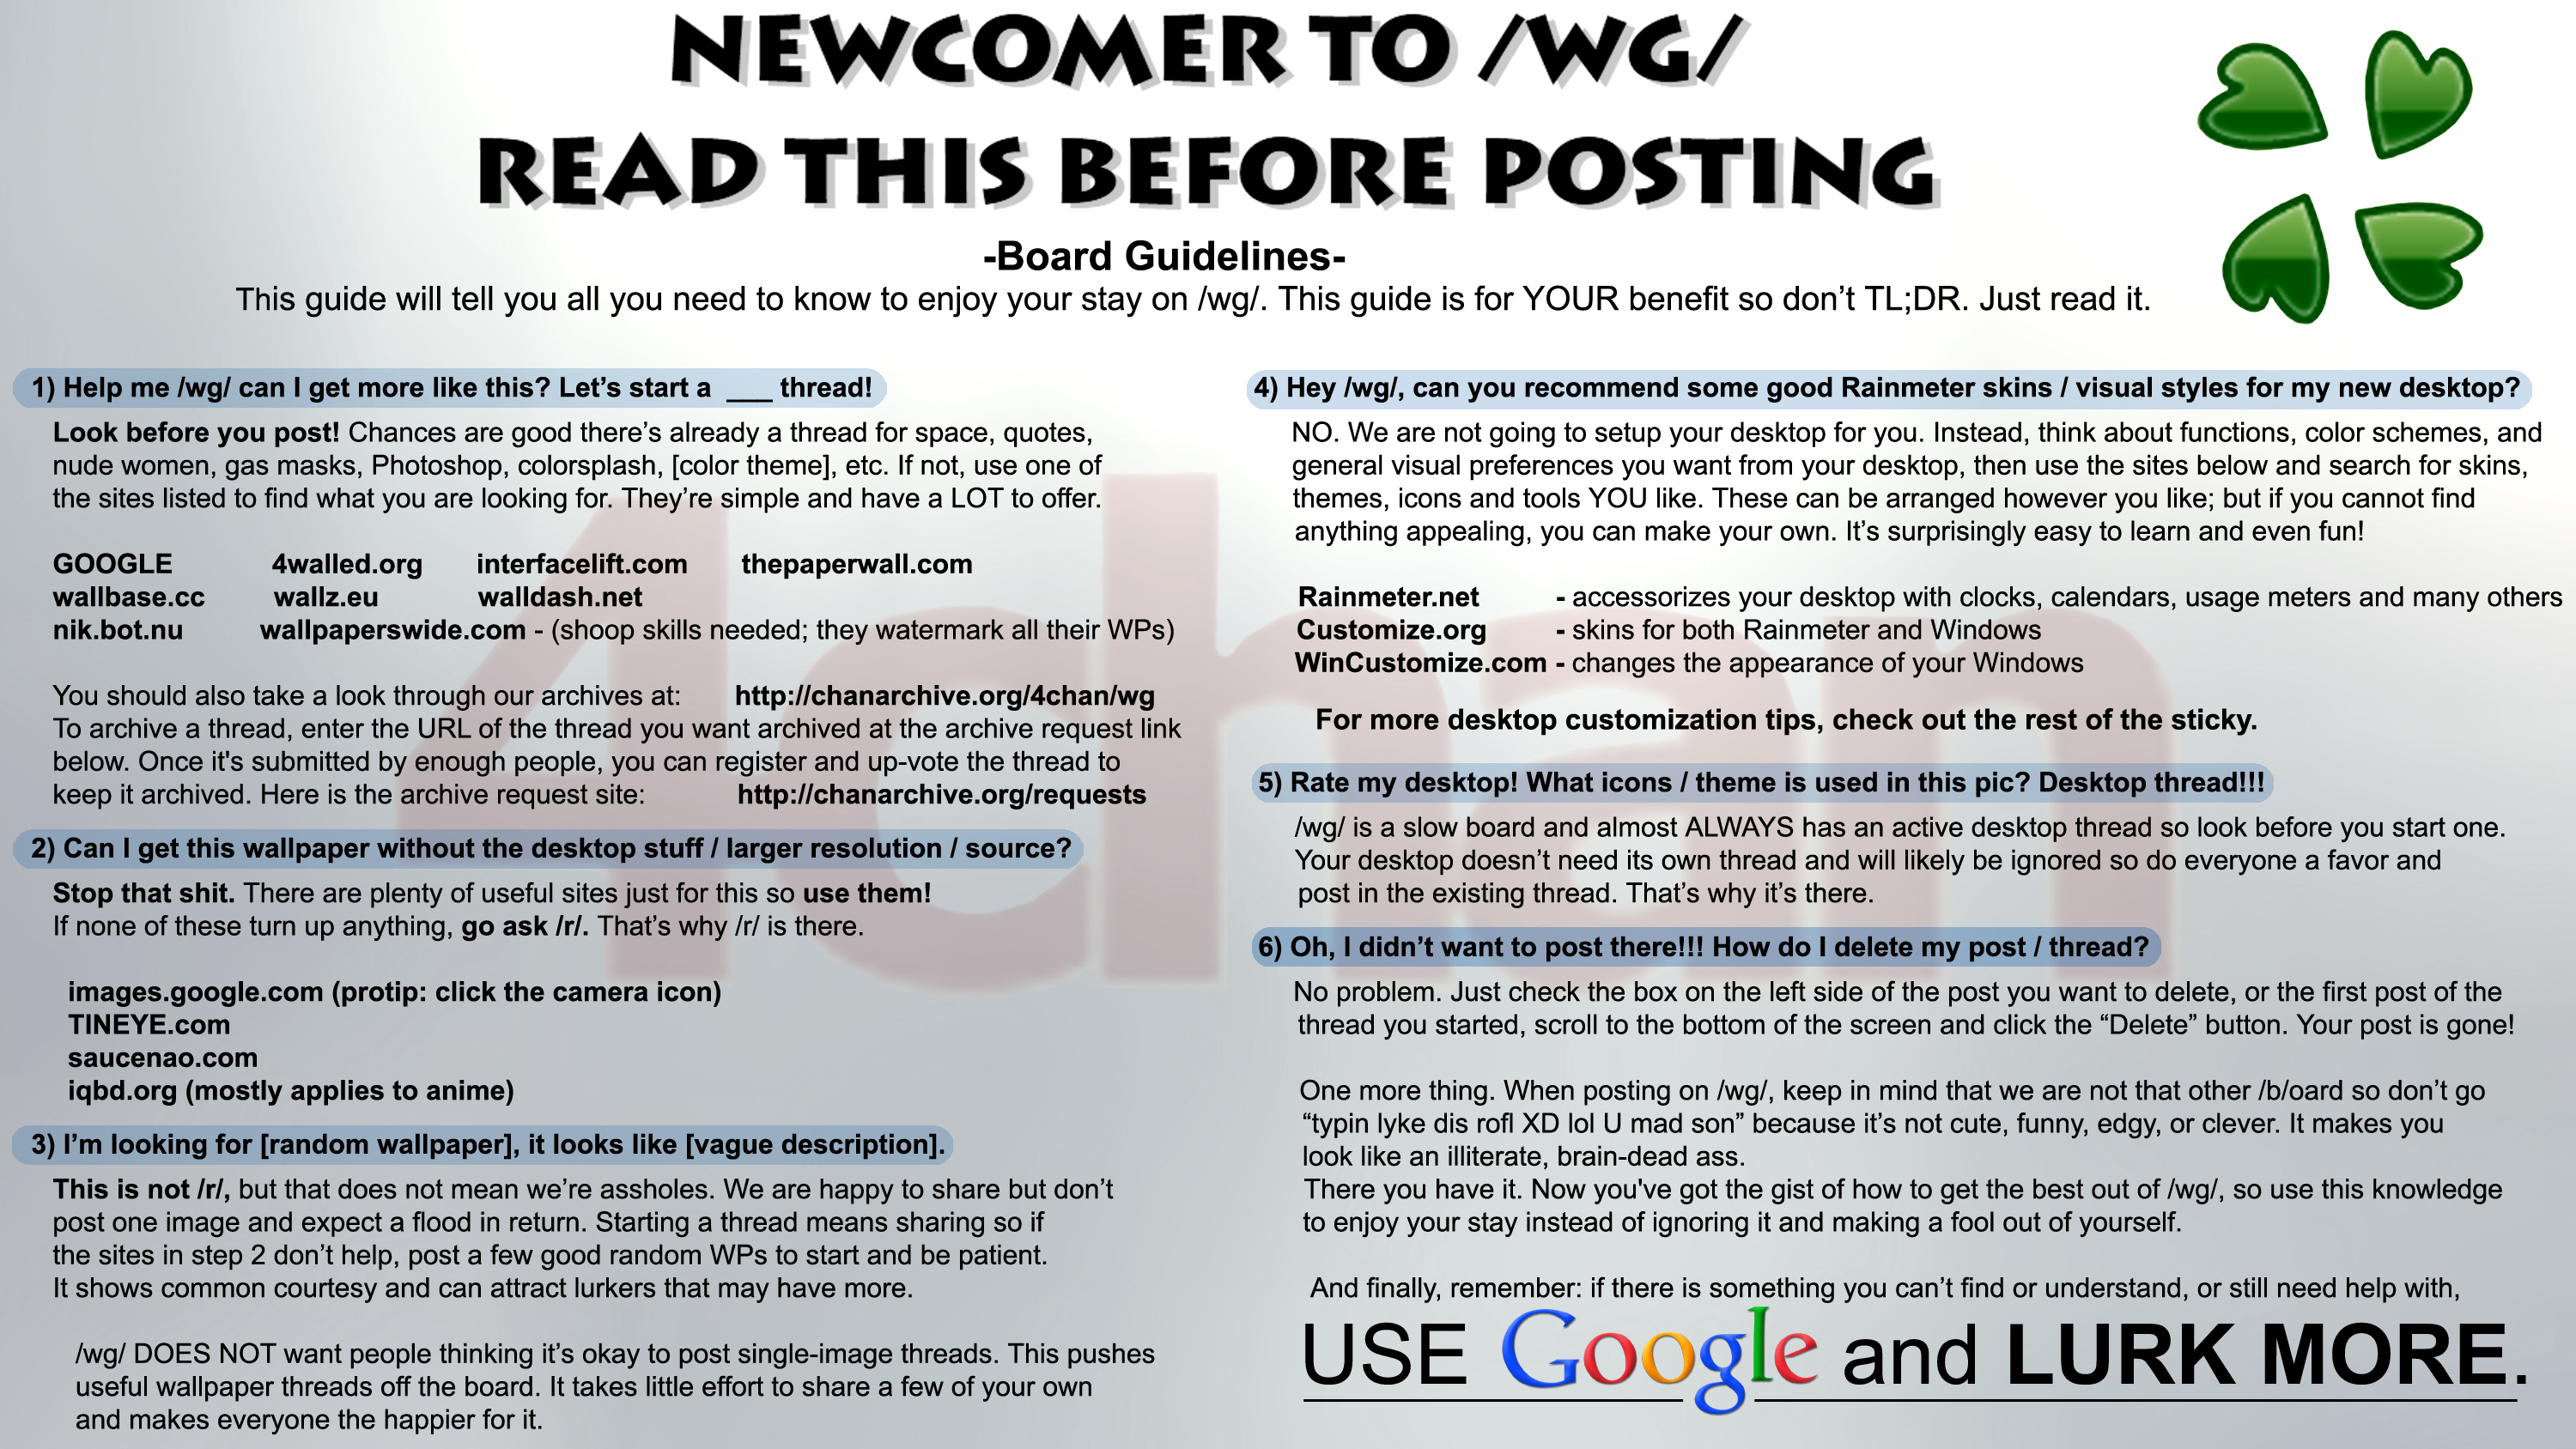 NEWCOMER TO /WG/
READ THIS BEFORE POSTING
-Board Guidelines-
This guide will tell you all you need to know to enjoy your stay on /wg/. This guide is for YOUR benefit so don’t TL;DR. Just read it.
1) Help me /wg/ can I get more like this? Let’s start a ___ thread!
Look before you post! Chances are good there’s already a thread for space, quotes,
nude women, gas masks, Photoshop, colorsplash, [color theme], etc. If not, use one of
the sites listed to find what you are looking for. They’re simple and have a LOT to offer.
GOOGLE 4walled.org interfacelift.com thepaperwall.com
wallbase.cc wallz.eu walldash.net
nik.bot.nu wallpaperswide.com - (shoop skills needed; they watermark all their WPs)
You should also take a look through our archives at: http://chanarchive.org/4chan/wg
To archive a thread, enter the URL of the thread you want archived at the archive request link
below. Once it's submitted by enough people, you can register and up-vote the thread to
keep it archived. Here is the archive request site: http://chanarchive.org/requests
2) Can I get this wallpaper without the desktop stuff / larger resolution / source?
Stop that shit. There are plenty of useful sites just for this so use them!
If none of these turn up anything, go ask /r/. That’s why /r/ is there.
images.google.com (protip: click the camera icon)
TINEYE.com
saucenao.com
iqbd.org (mostly applies to anime)
3) I’m looking for [random wallpaper], it looks like [vague description].
This is not /r/, but that does not mean we’re assholes. We are happy to share but don’t
post one image and expect a flood in return. Starting a thread means sharing so if
the sites in step 2 don’t help, post a few good random WPs to start and be patient.
It shows common courtesy and can attract lurkers that may have more.
/wg/ DOES NOT want people thinking it’s okay to post single-image threads. This pushes
useful wallpaper threads off the board. It takes little effort to share a few of your own
and makes everyone the happier for it.
4) Hey /wg/, can you recommend some good Rainmeter skins / visual styles for my new desktop?
NO. We are not going to setup your desktop for you. Instead, think about functions, color schemes, and
general visual preferences you want from your desktop, then use the sites below and search for skins,
themes, icons and tools YOU like. These can be arranged however you like; but if you cannot find
anything appealing, you can make your own. It’s surprisingly easy to learn and even fun!
Rainmeter.net - accessorizes your desktop with clocks, calendars, usage meters and many others
Customize.org - skins for both Rainmeter and Windows
WinCustomize.com - changes the appearance of your Windows
For more desktop customization tips, check out the rest of the sticky.
5) Rate my desktop! What icons / theme is used in this pic? Desktop thread!!!
/wg/ is a slow board and almost ALWAYS has an active desktop thread so look before you start one.
Your desktop doesn’t need its own thread and will likely be ignored so do everyone a favor and
post in the existing thread. That’s why it’s there.
6) Oh, I didn’t want to post there!!! How do I delete my post / thread?
No problem. Just check the box on the left side of the post you want to delete, or the first post of the
thread you started, scroll to the bottom of the screen and click the “Delete” button. Your post is gone!
One more thing. When posting on /wg/, keep in mind that we are not that other /b/oard so don’t go
“typin lyke dis rofl XD lol U mad son” because it’s not cute, funny, edgy, or clever. It makes you
look like an illiterate, brain-dead ass.
There you have it. Now you've got the gist of how to get the best out of /wg/, so use this knowledge
to enjoy your stay instead of ignoring it and making a fool out of yourself.
And finally, remember: if there is something you can’t find or understand, or still need help with,
USE Google and LURK MORE.
4chan